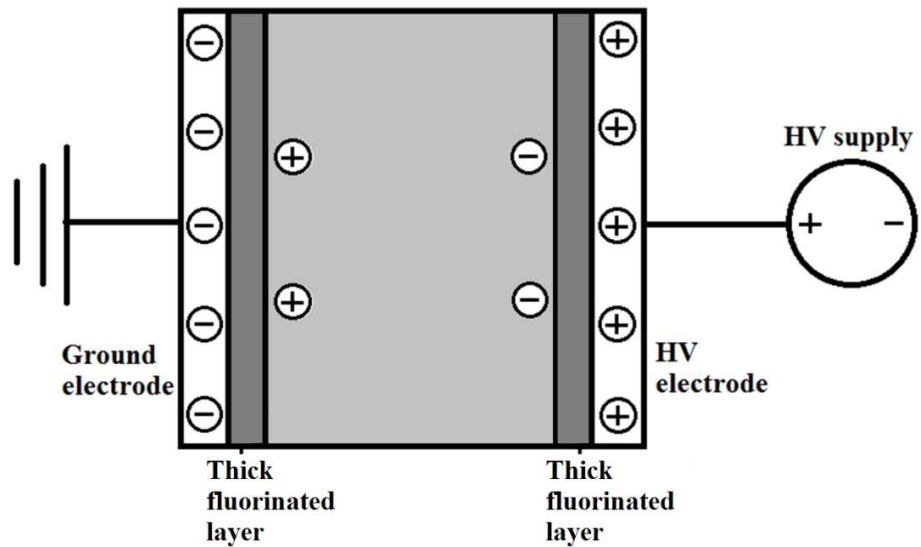 HV supply
Ground
electrode
HV
electrode
Thick
fluorinated
layer
Thick
fluorinated
layer